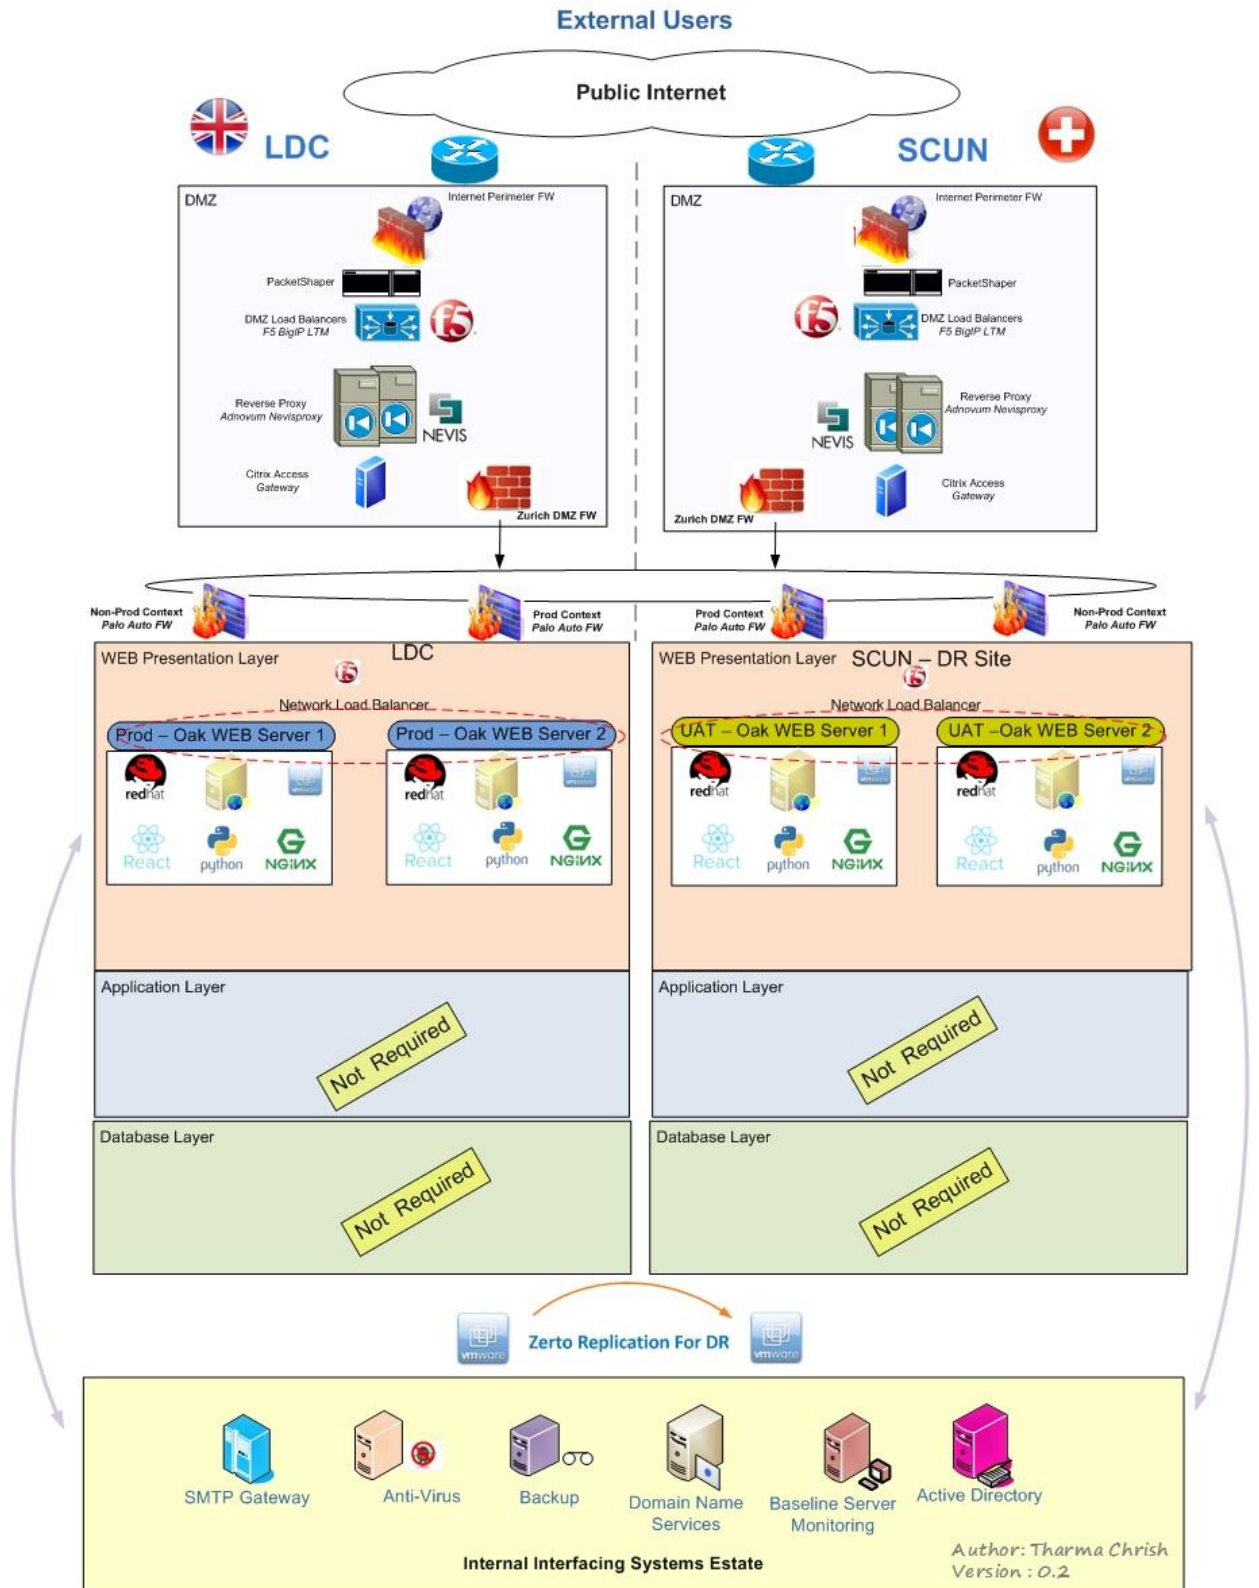 External Users
Public Internet
LDC
SCUN
DMZ
Internet Perimeter FW
PacketShaper
DMZ Load Balancers
F5 BigIP LTM
f5
Reverse Proxy
Adnovum Nevisproxy
NEVIS
Citrix Access
Gateway
Zurich DMZ FW
DMZ
Internet Perimeter FW
PacketShaper
f5
DMZ Load Balancers
F5 BigIP LTM
Reverse Proxy
Adnovum Nevisproxy
NEVIS
Citrix Access
Gateway
Zurich DMZ FW
Non-Prod Context
Palo Auto FW
Prod Context
Palo Auto FW
Prod Context
Palo Auto FW
Non-Prod Context
Palo Auto FW
WEB Presentation Layer
LDC
f5
Network Load Balancer
Prod – Oak WEB Server 1
redhat
vmware
React
python
NGINX
Prod – Oak WEB Server 2
redhat
vmware
React
python
NGINX
WEB Presentation Layer
SCUN – DR Site
f5
Network Load Balancer
UAT – Oak WEB Server 1
redhat
vmware
React
python
NGINX
UAT –Oak WEB Server 2
redhat
vmware
React
python
NGINX
Application Layer
Not Required
Application Layer
Not Required
Database Layer
Not Required
Database Layer
Not Required
vmware
Zerto Replication For DR
vmware
SMTP Gateway
Anti-Virus
Backup
Domain Name
Services
Baseline Server
Monitoring
Active Directory
Internal Interfacing Systems Estate
Author: Tharma Chrish
Version : 0.2